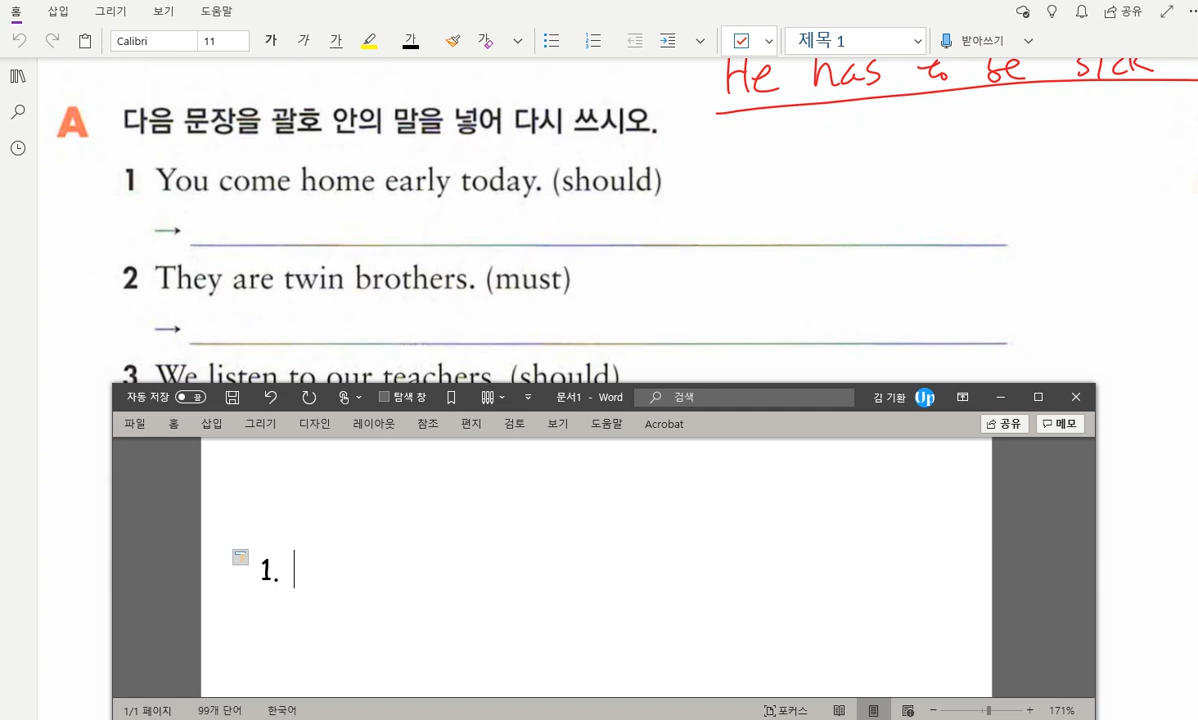 홈 삽입 그리기 보기 도움말 공유
Calibri 11 가 가 가 가 가 제목 1 받아쓰기
He has to be sick
A 다음 문장을 괄호 안의 말을 넣어 다시 쓰시오.
1 You come home early today. (should)
→
2 They are twin brothers. (must)
→
3 We listen to our teachers. (should)
자동 저장 끔 탐색 창 문서1 - Word 검색 김 기환 Up
파일 홈 삽입 그리기 디자인 레이아웃 참조 편지 검토 보기 도움말 Acrobat 공유 메모
1.
1/1 페이지 99개 단어 한국어 포커스 171%